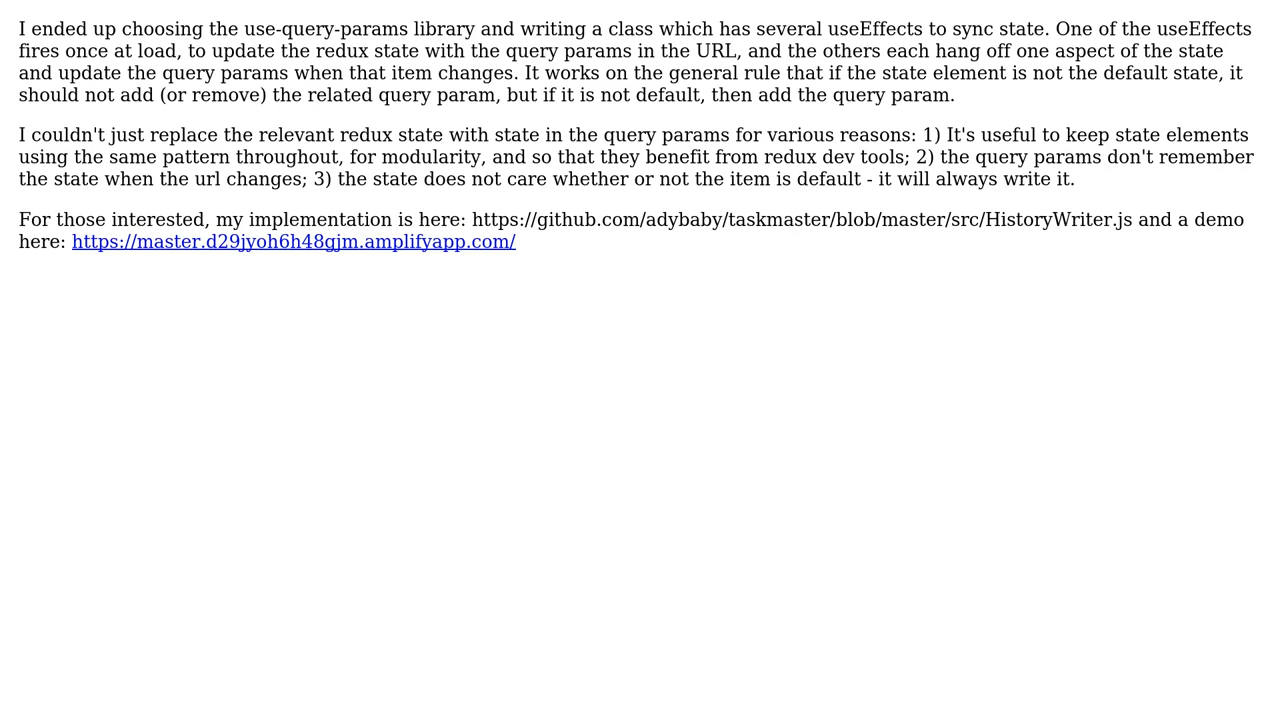 I ended up choosing the use-query-params library and writing a class which has several useEffects to sync state. One of the useEffects
fires once at load, to update the redux state with the query params in the URL, and the others each hang off one aspect of the state
and update the query params when that item changes. It works on the general rule that if the state element is not the default state, it
should not add (or remove) the related query param, but if it is not default, then add the query param.
I couldn't just replace the relevant redux state with state in the query params for various reasons: 1) It's useful to keep state elements
using the same pattern throughout, for modularity, and so that they benefit from redux dev tools; 2) the query params don't remember
the state when the url changes; 3) the state does not care whether or not the item is default - it will always write it.
For those interested, my implementation is here: https://github.com/adybaby/taskmaster/blob/master/src/HistoryWriter.js and a demo
here: https://master.d29jyoh6h48gjm.amplifyapp.com/